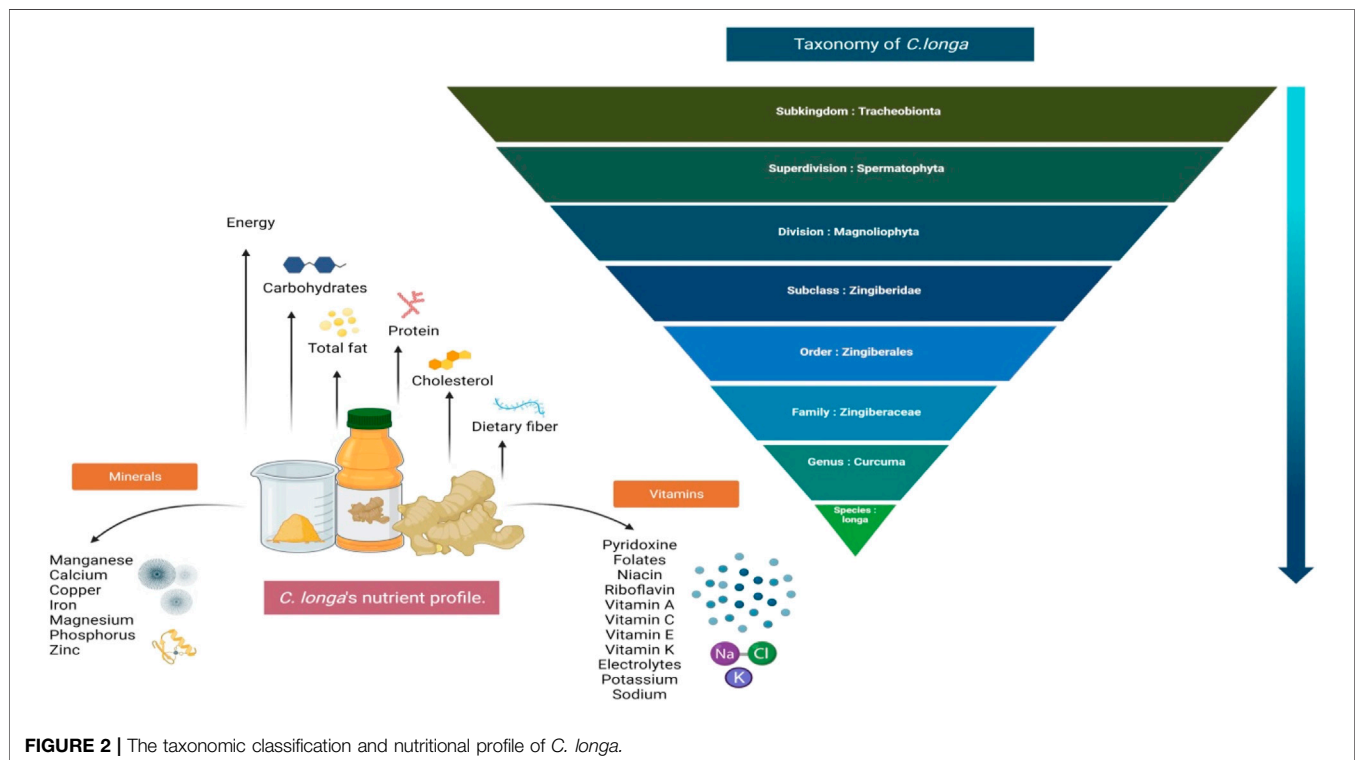 Taxonomy of C.longa
Subkingdom : Tracheobionta
Superdivision : Spermatophyta
Division : Magnoliophyta
Subclass : Zingiberidae
Order : Zingiberales
Family : Zingiberaceae
Genus : Curcuma
Species :
longa
Energy
Carbohydrates
Total fat
Protein
Cholesterol
Dietary fiber
Minerals
Manganese
Calcium
Copper
Iron
Magnesium
Phosphorus
Zinc
C. longa's nutrient profile.
Vitamins
Pyridoxine
Folates
Niacin
Riboflavin
Vitamin A
Vitamin C
Vitamin E
Vitamin K
Electrolytes
Potassium
Sodium
Na Cl
K
FIGURE 2 | The taxonomic classification and nutritional profile of C. longa.